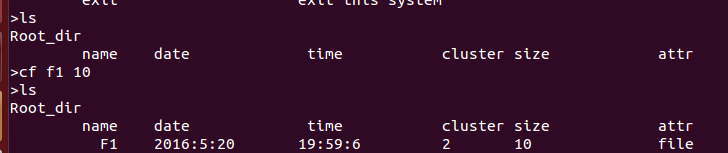 exit exit this system
>ls
Root_dir
name date time cluster size attr
>cf f1 10
>ls
Root_dir
name date time cluster size attr
F1 2016:5:20 19:59:6 2 10 file